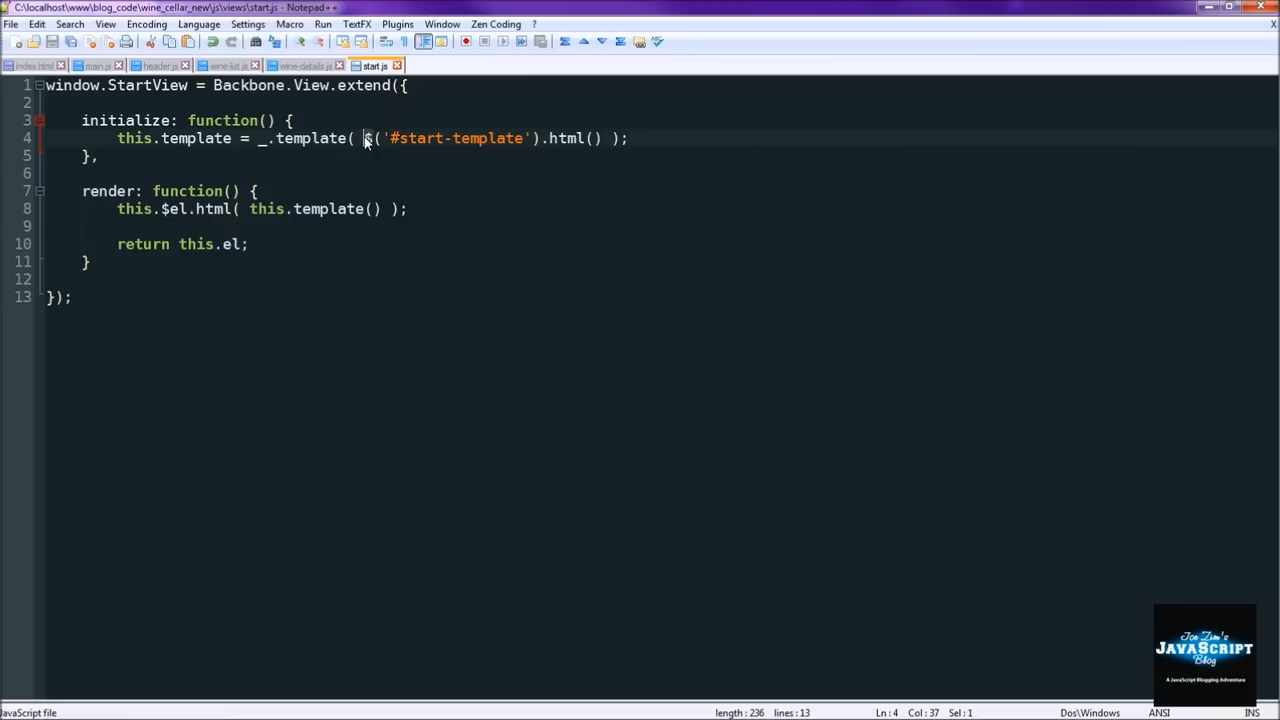 C:\localhost\www\blog_code\wine_cellar_new\js\views\start.js - Notepad++
File Edit Search View Encoding Language Settings Macro Run TextFX Plugins Window Zen Coding ? X
index.html main.js header.js wine-list.js wine-details.js start.js
1 window.StartView = Backbone.View.extend({
2
3 initialize: function() {
4 this.template = _.template( $('#start-template').html() );
5 },
6
7 render: function() {
8 this.$el.html( this.template() );
9
10 return this.el;
11 }
12
13 });
Joe Zim's
JAVASCRIPT
Blog
A JavaScript Blogging Adventure
JavaScript file length : 236 lines : 13 Ln : 4 Col : 37 Sel : 1 Dos\Windows ANSI INS